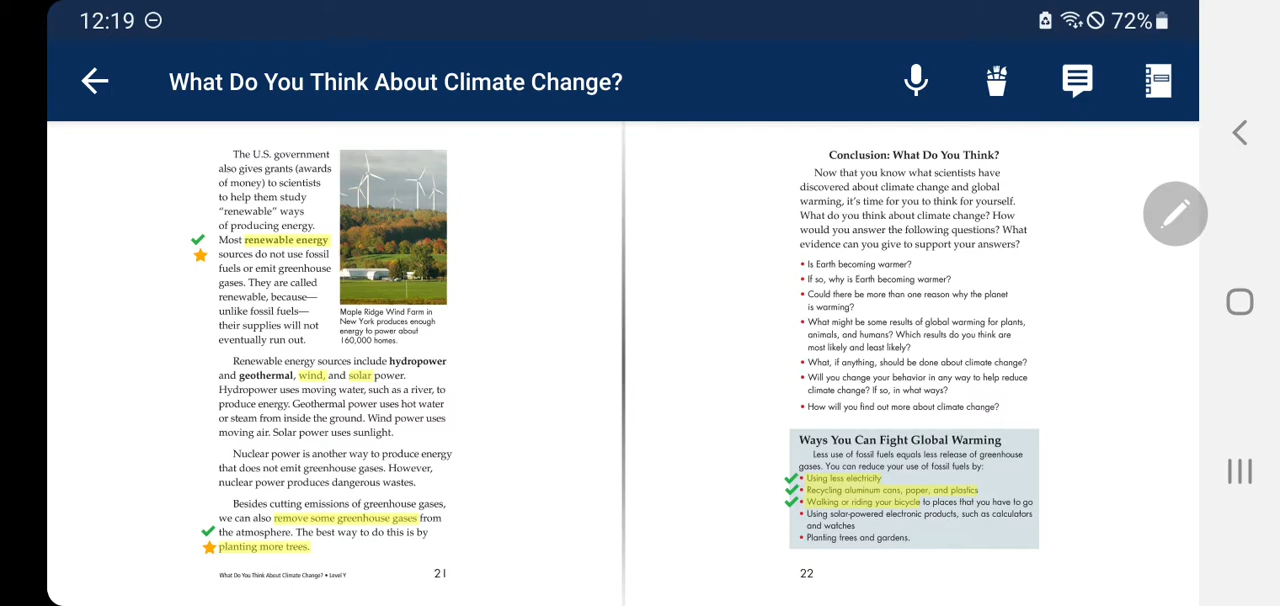 12:19
72%
What Do You Think About Climate Change?
The U.S. government
also gives grants (awards
of money) to scientists
to help them study
“renewable” ways
of producing energy.
Most renewable energy
sources do not use fossil
fuels or emit greenhouse
gases. They are called
renewable, because—
unlike fossil fuels—
their supplies will not
eventually run out.
Maple Ridge Wind Farm in
New York produces enough
energy to power about
160,000 homes.
Renewable energy sources include hydropower
and geothermal, wind, and solar power.
Hydropower uses moving water, such as a river, to
produce energy. Geothermal power uses hot water
or steam from inside the ground. Wind power uses
moving air. Solar power uses sunlight.
Nuclear power is another way to produce energy
that does not emit greenhouse gases. However,
nuclear power produces dangerous wastes.
Besides cutting emissions of greenhouse gases,
we can also remove some greenhouse gases from
the atmosphere. The best way to do this is by
planting more trees.
What Do You Think About Climate Change? • Level Y
21
Conclusion: What Do You Think?
Now that you know what scientists have
discovered about climate change and global
warming, it's time for you to think for yourself.
What do you think about climate change? How
would you answer the following questions? What
evidence can you give to support your answers?
• Is Earth becoming warmer?
• If so, why is Earth becoming warmer?
• Could there be more than one reason why the planet
is warming?
• What might be some results of global warming for plants,
animals, and humans? Which results do you think are
most likely and least likely?
• What, if anything, should be done about climate change?
• Will you change your behavior in any way to help reduce
climate change? If so, in what ways?
• How will you find out more about climate change?
Ways You Can Fight Global Warming
Less use of fossil fuels equals less release of greenhouse
gases. You can reduce your use of fossil fuels by:
• Using less electricity
• Recycling aluminum cans, paper, and plastics
• Walking or riding your bicycle to places that you have to go
• Using solar-powered electronic products, such as calculators
and watches
• Planting trees and gardens.
22